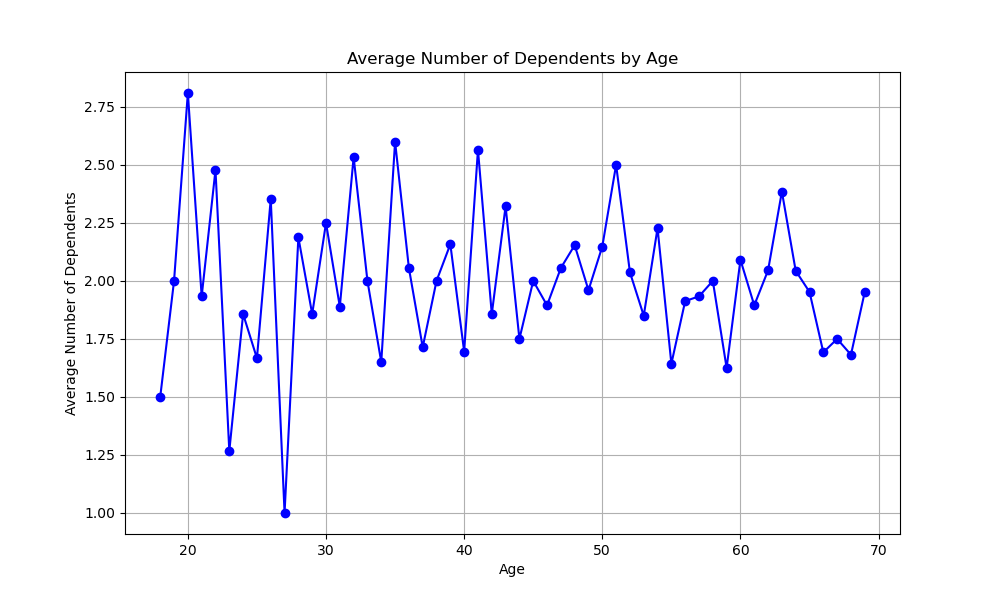 Average Number of Dependents by Age
Average Number of Dependents
2.75
2.50
2.25
2.00
1.75
1.50
1.25
1.00
20 30 40 50 60 70
Age